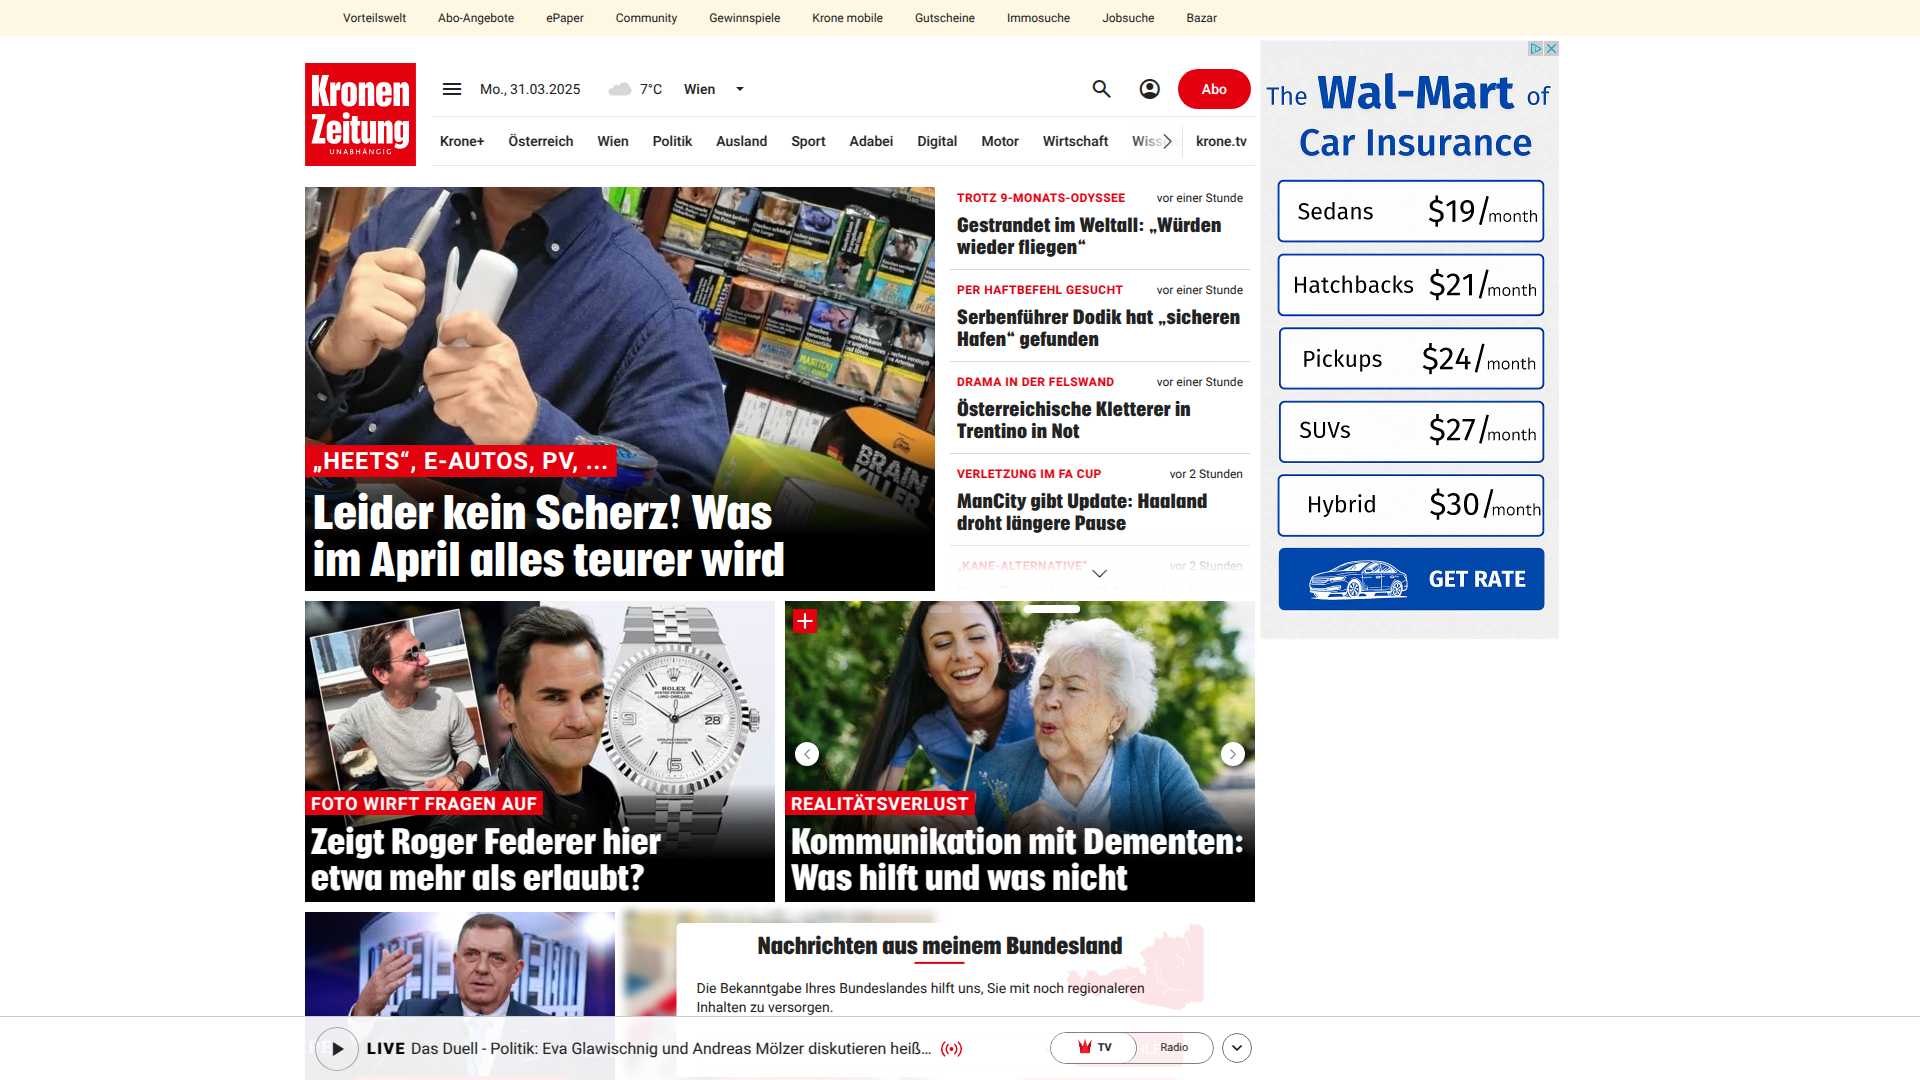 Vorteilswelt Abo-Angebote ePaper Community Gewinnspiele Krone mobile Gutscheine Immosuche Jobsuche Bazar
Kronen
Zeitung
UNABHÄNGIG
Mo., 31.03.2025 7°C Wien
Abo
Krone+ Österreich Wien Politik Ausland Sport Adabei Digital Motor Wirtschaft Wiss krone.tv
„HEETS“, E-AUTOS, PV, ...
Leider kein Scherz! Was
im April alles teurer wird
BRAIN
KILLER
TROTZ 9-MONATS-ODYSSEE vor einer Stunde
Gestrandet im Weltall: „Würden
wieder fliegen“
PER HAFTBEFEHL GESUCHT vor einer Stunde
Serbenführer Dodik hat „sicheren
Hafen“ gefunden
DRAMA IN DER FELSWAND vor einer Stunde
Österreichische Kletterer in
Trentino in Not
VERLETZUNG IM FA CUP vor 2 Stunden
ManCity gibt Update: Haaland
droht längere Pause
„KANE-ALTERNATIVE“ vor 2 Stunden
The Wal-Mart of
Car Insurance
Sedans $19/month
Hatchbacks $21/month
Pickups $24/month
SUVs $27/month
Hybrid $30/month
GET RATE
ROLEX
28
FOTO WIRFT FRAGEN AUF
Zeigt Roger Federer hier
etwa mehr als erlaubt?
REALITÄTSVERLUST
Kommunikation mit Dementen:
Was hilft und was nicht
Nachrichten aus meinem Bundesland
Die Bekanntgabe Ihres Bundeslandes hilft uns, Sie mit noch regionaleren
Inhalten zu versorgen.
LIVE Das Duell - Politik: Eva Glawischnig und Andreas Mölzer diskutieren heiß...
TV Radio